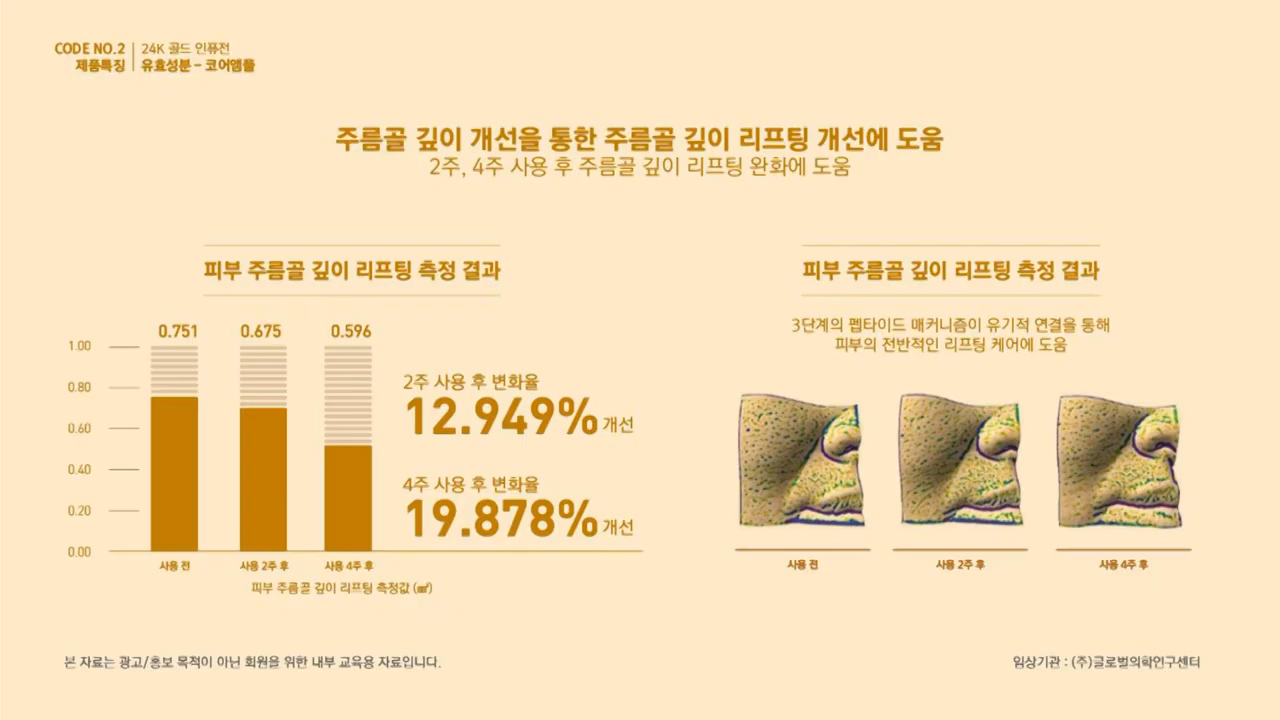 CODE NO.2
제품특징
24K 골드 인퓨전
유효성분 - 코어앰플
주름골 깊이 개선을 통한 주름골 깊이 리프팅 개선에 도움
2주, 4주 사용 후 주름골 깊이 리프팅 완화에 도움
피부 주름골 깊이 리프팅 측정 결과
0.751 0.675 0.596
1.00
0.80
0.60
0.40
0.20
0.00
사용 전 사용 2주 후 사용 4주 후
피부 주름골 깊이 리프팅 측정값 (㎣)
2주 사용 후 변화율
12.949% 개선
4주 사용 후 변화율
19.878% 개선
피부 주름골 깊이 리프팅 측정 결과
3단계의 펩타이드 매커니즘이 유기적 연결을 통해
피부의 전반적인 리프팅 케어에 도움
사용 전 사용 2주 후 사용 4주 후
본 자료는 광고/홍보 목적이 아닌 회원을 위한 내부 교육용 자료입니다.
임상기관 : (주)글로벌의학연구센터